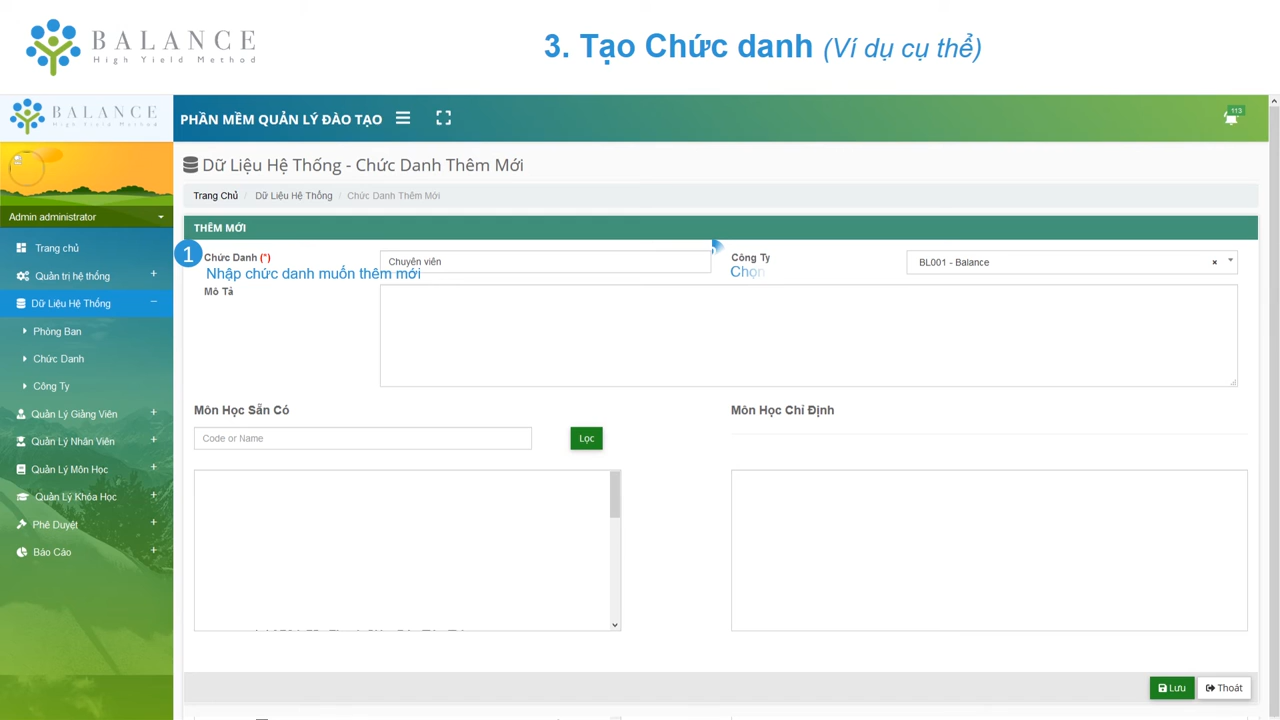 BALANCE
High Yield Method
3. Tạo Chức danh (Ví dụ cụ thể)
BALANCE
High Yield Method
PHẦN MỀM QUẢN LÝ ĐÀO TẠO
113
Dữ Liệu Hệ Thống - Chức Danh Thêm Mới
Trang Chủ / Dữ Liệu Hệ Thống / Chức Danh Thêm Mới
Admin administrator
Trang chủ
Quản trị hệ thống +
Dữ Liệu Hệ Thống −
Phòng Ban
Chức Danh
Công Ty
Quản Lý Giảng Viên +
Quản Lý Nhân Viên +
Quản Lý Môn Học +
Quản Lý Khóa Học +
Phê Duyệt +
Báo Cáo +
THÊM MỚI
1
Chức Danh (*)
Chuyên viên
Nhập chức danh muốn thêm mới
Công Ty
BL001 - Balance ×
Chọn
Mô Tả
Môn Học Sẵn Có
Môn Học Chỉ Định
Code or Name
Lọc
Lưu
Thoát